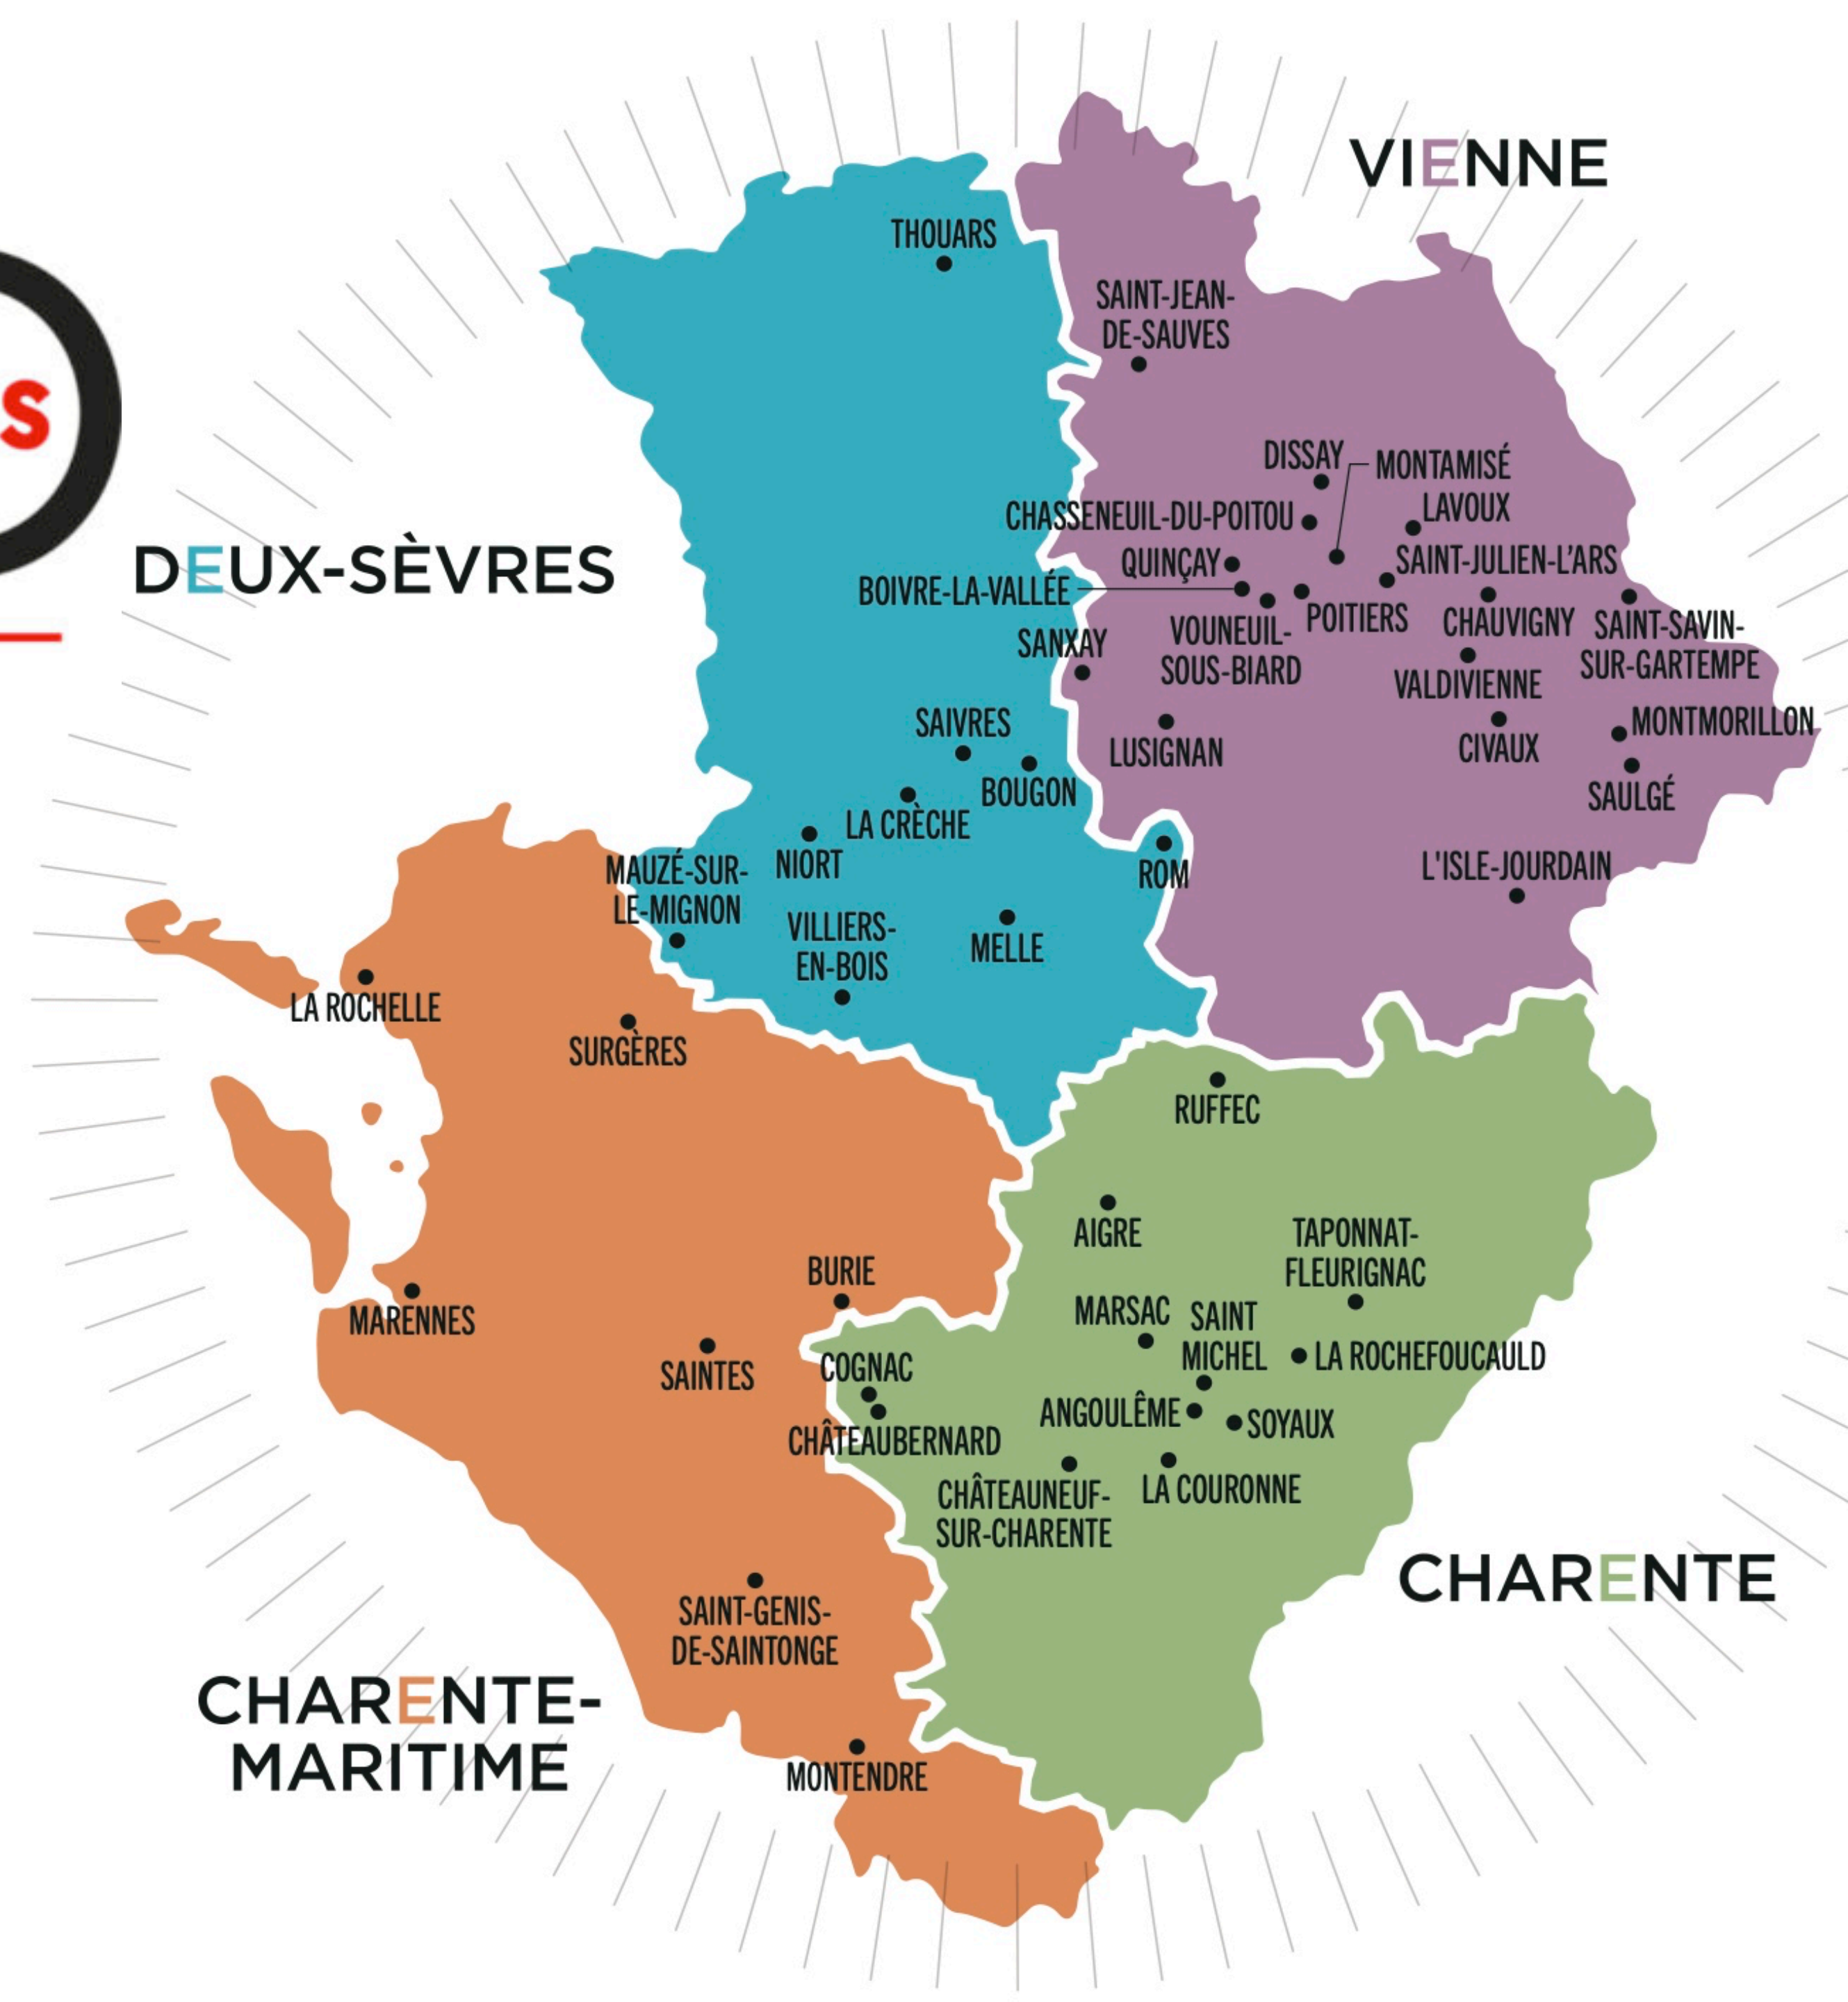 S
VIENNE
THOUARS
SAINT-JEAN-
DE-SAUVES
DISSAY
MONTAMISÉ
LAVOUX
CHASSENEUIL-DU-POITOU
QUINÇAY
SAINT-JULIEN-L'ARS
DEUX-SÈVRES
BOIVRE-LA-VALLÉE
POITIERS
CHAUVIGNY
SAINT-SAVIN-
SUR-GARTEMPE
VOUNEUIL-
SOUS-BIARD
SANXAY
VALDIVIENNE
SAIVRES
LUSIGNAN
CIVAUX
MONTMORILLON
BOUGON
SAULGÉ
LA CRÈCHE
NIORT
MAUZÉ-SUR-
LE-MIGNON
ROM
L'ISLE-JOURDAIN
VILLIERS-
EN-BOIS
MELLE
LA ROCHELLE
SURGÈRES
RUFFEC
AIGRE
TAPONNAT-
FLEURIGNAC
BURIE
MARENNES
MARSAC
SAINT
MICHEL
LA ROCHEFOUCAULD
SAINTES
COGNAC
ANGOULÊME
SOYAUX
CHÂTEAUBERNARD
CHÂTEAUNEUF-
SUR-CHARENTE
LA COURONNE
CHARENTE
SAINT-GENIS-
DE-SAINTONGE
CHARENTE-
MARITIME
MONTENDRE